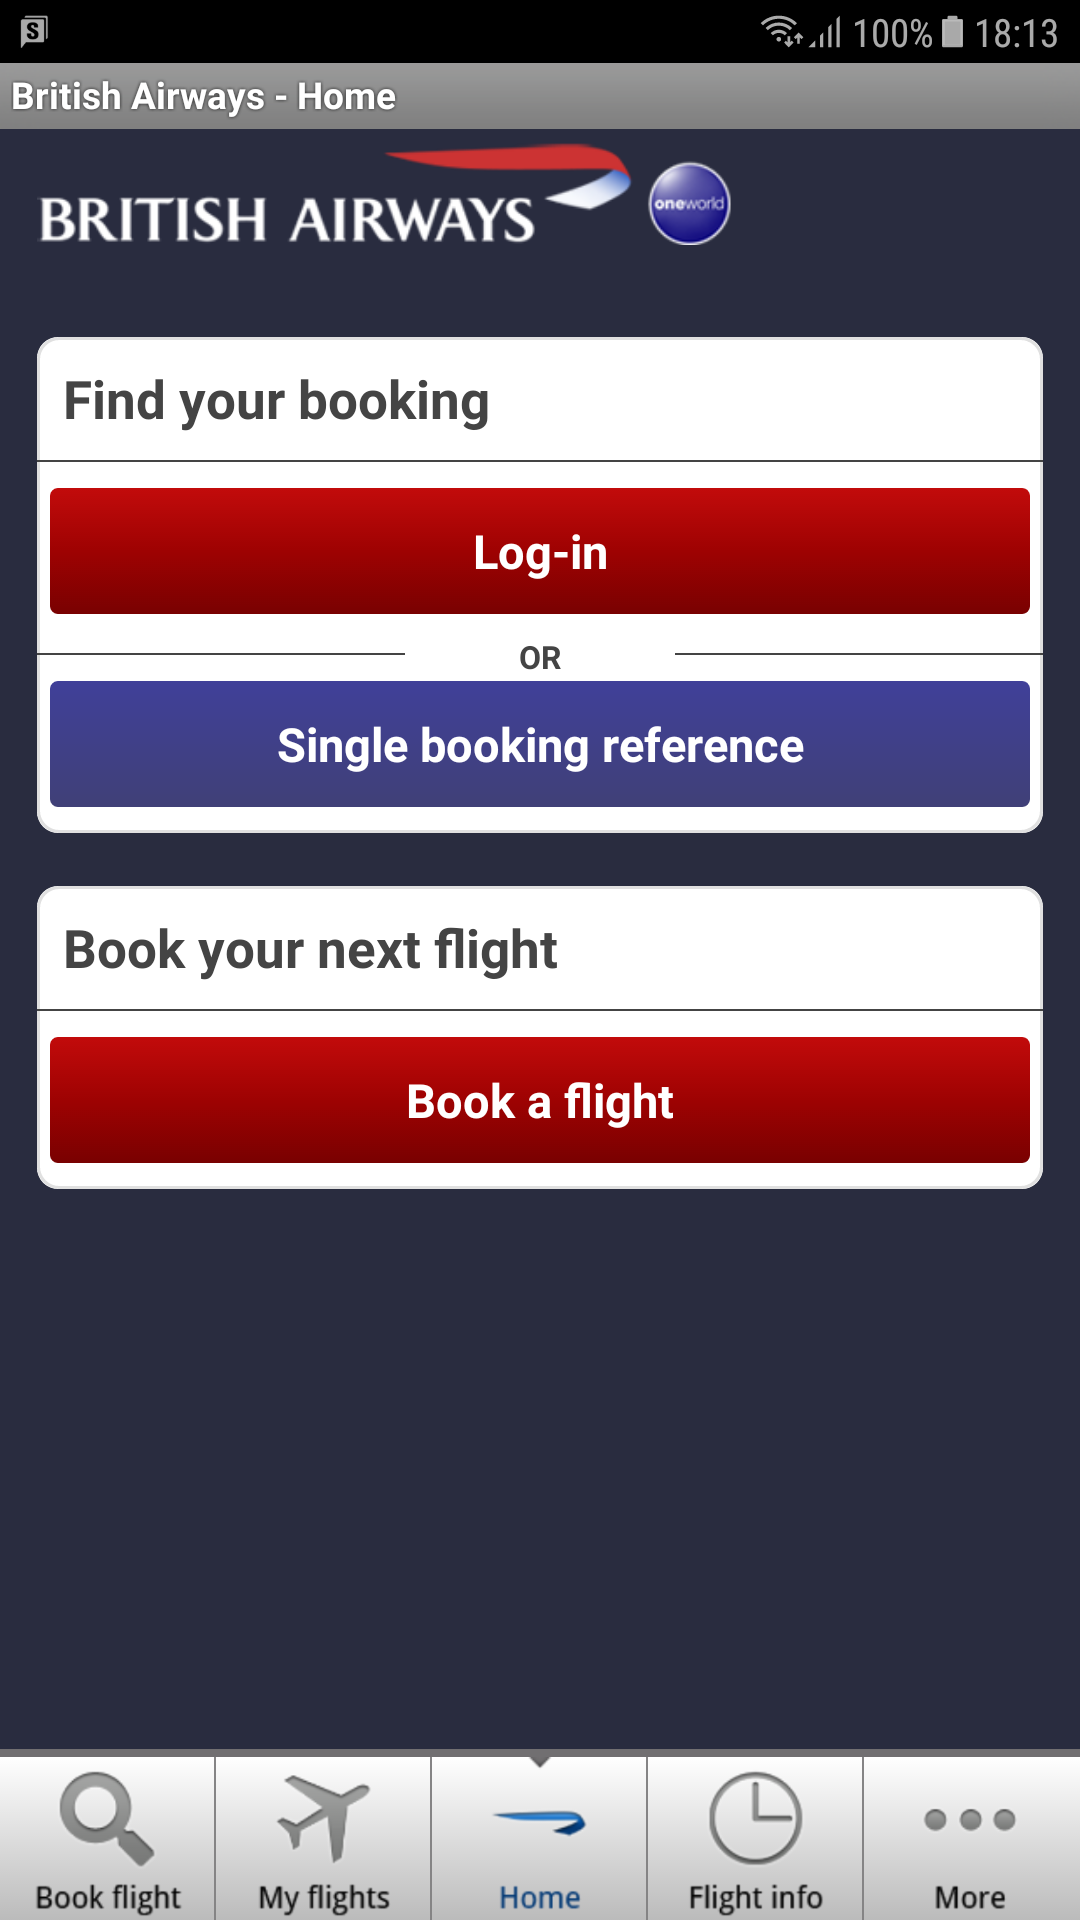 S 100% 18:13
British Airways - Home
BRITISH AIRWAYS oneworld
Find your booking
Log-in
OR
Single booking reference
Book your next flight
Book a flight
Book flight My flights Home Flight info More